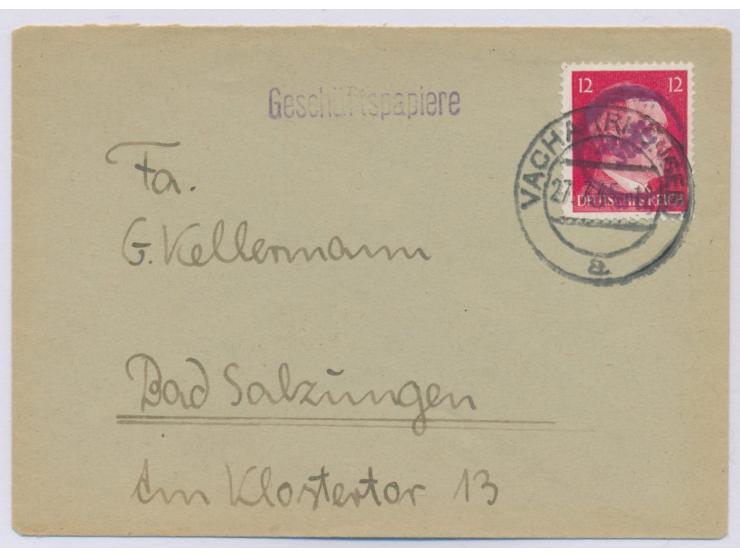 Geschäftspapiere
12 12
DEUTSCHES REICH
VACHA
a
Fa.
G. Kellermann
Bad Salzungen
Am Klostertor 13